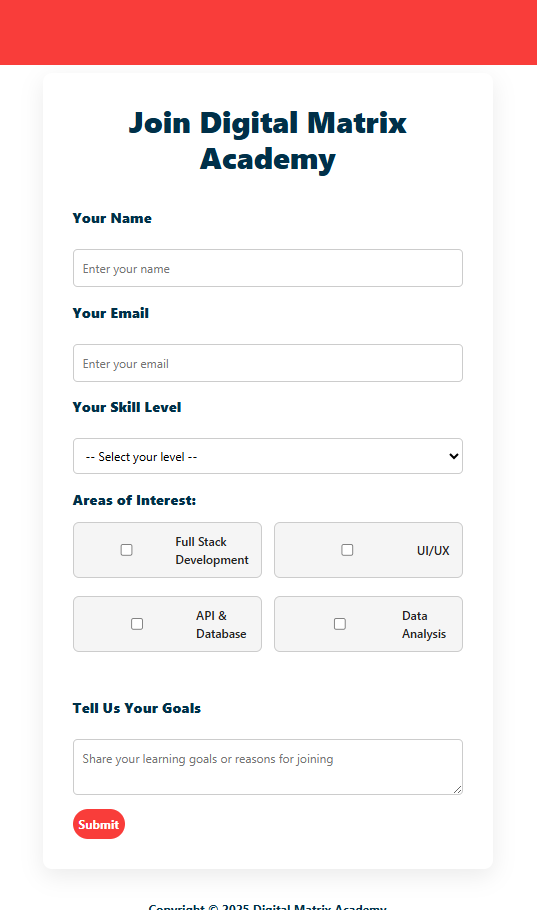 Join Digital Matrix
Academy
Your Name
Enter your name
Your Email
Enter your email
Your Skill Level
-- Select your level --
Areas of Interest:
Full Stack
Development
UI/UX
API &
Database
Data
Analysis
Tell Us Your Goals
Share your learning goals or reasons for joining
Submit
Copyright © 2025 Digital Matrix Academy